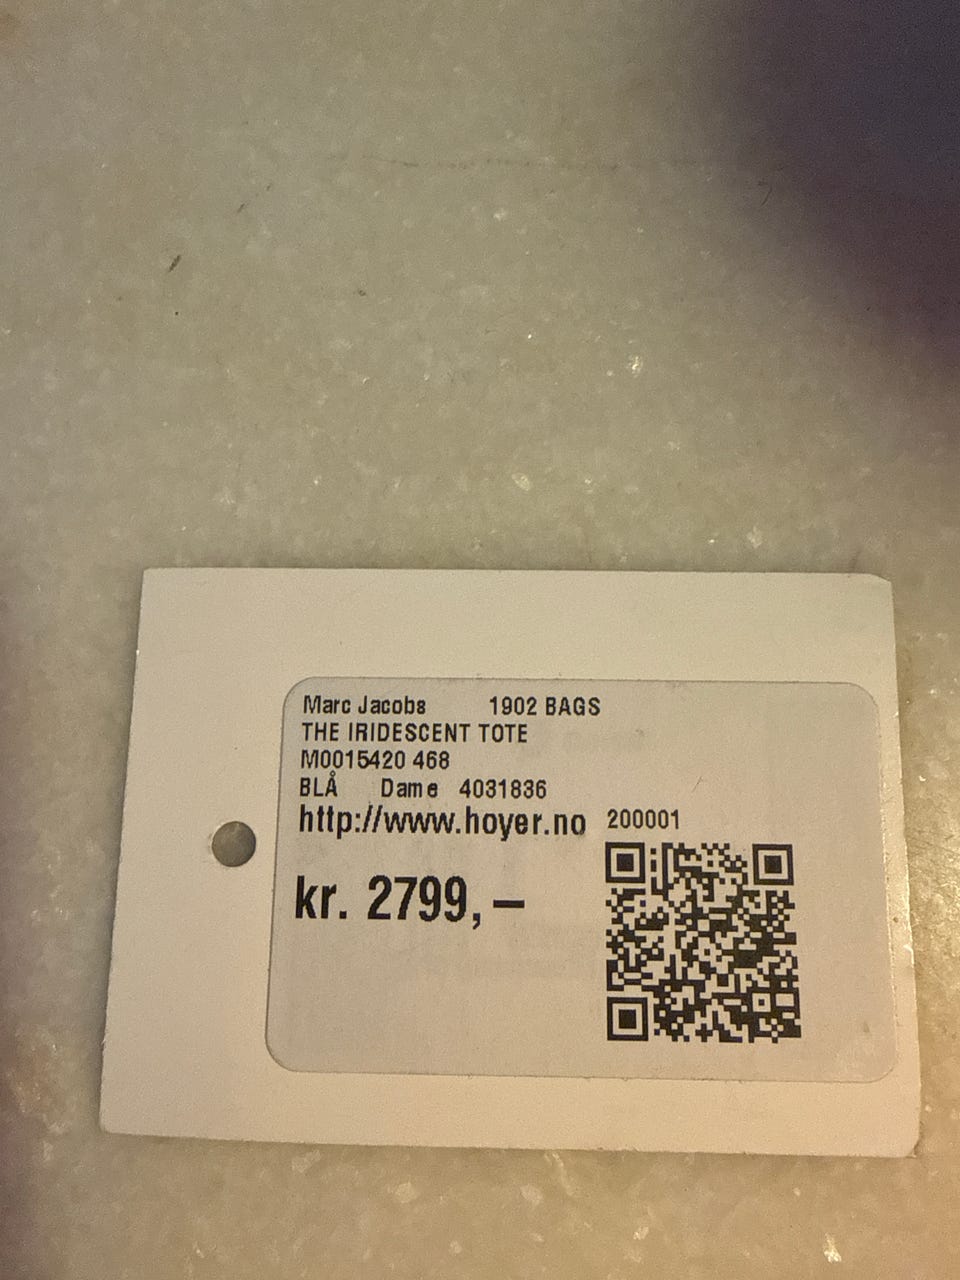 Marc Jacobs 1902 BAGS
THE IRIDESCENT TOTE
M0015420 468
BLÅ Dame 4031836
http://www.hoyer.no 200001
kr. 2799,–